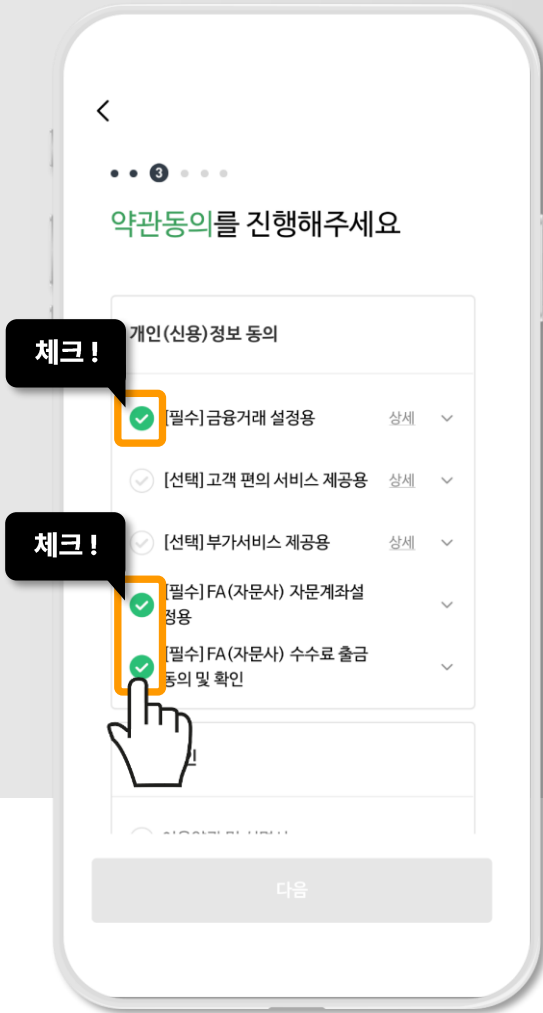 3
약관동의를 진행해주세요
개인(신용)정보 동의
체크 !
[필수] 금융거래 설정용 상세
[선택] 고객 편의 서비스 제공용 상세
체크 !
[선택] 부가서비스 제공용 상세
[필수] FA(자문사) 자문계좌설
정용
[필수] FA(자문사) 수수료 출금
동의 및 확인
다음